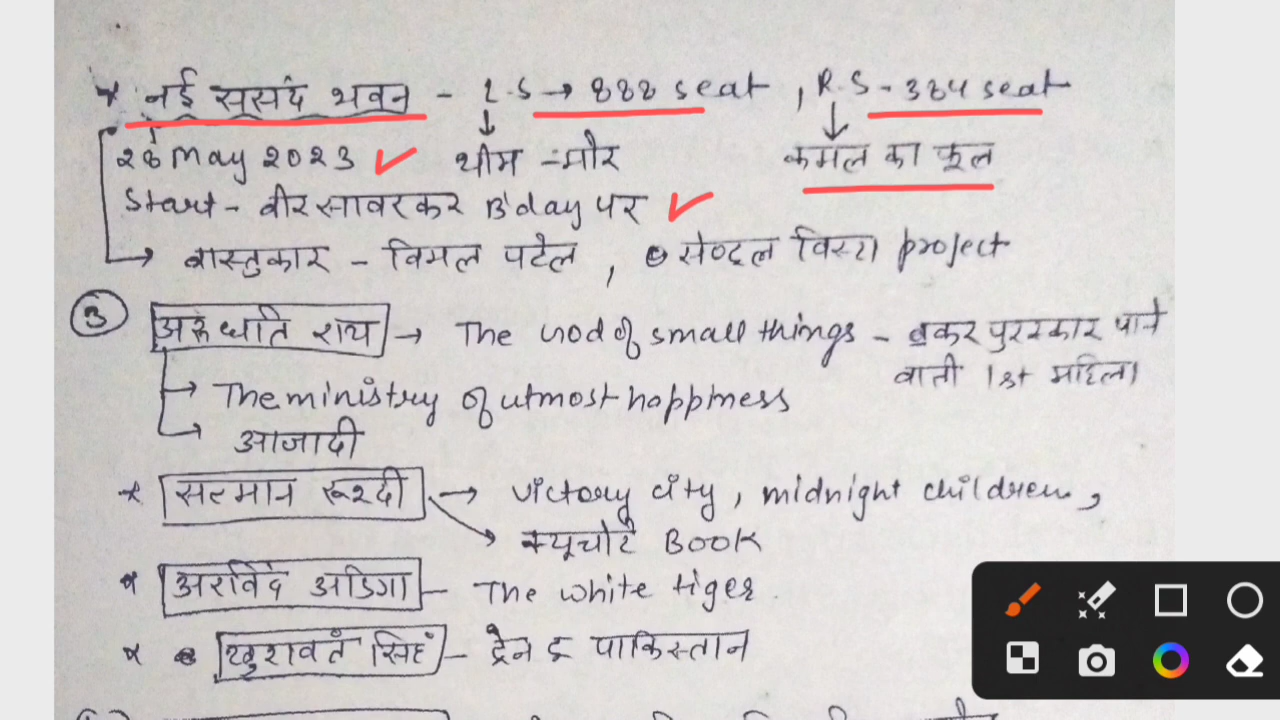 * नई सूसंद भवन - L.S → 888 seat, R.S - 384 seat
28 May 2023 थीम - मोर कमल का फूल
Start - वीर सावरकर B'day पर
→ वास्तुकार - विमल पटेल, सेन्ट्रल विस्टा project
③ अरुंधति राय → The God of small things - बुकर पुरस्कार पाने
वाली 1st महिला
→ The ministry of utmost happiness
→ आजादी
* सलमान रूश्दी → victory city, midnight children,
→ क्यूचोटे Book
* अरविंद अडिगा - The white tiger
* खुशवंत सिंह - ट्रेन टू पाकिस्तान